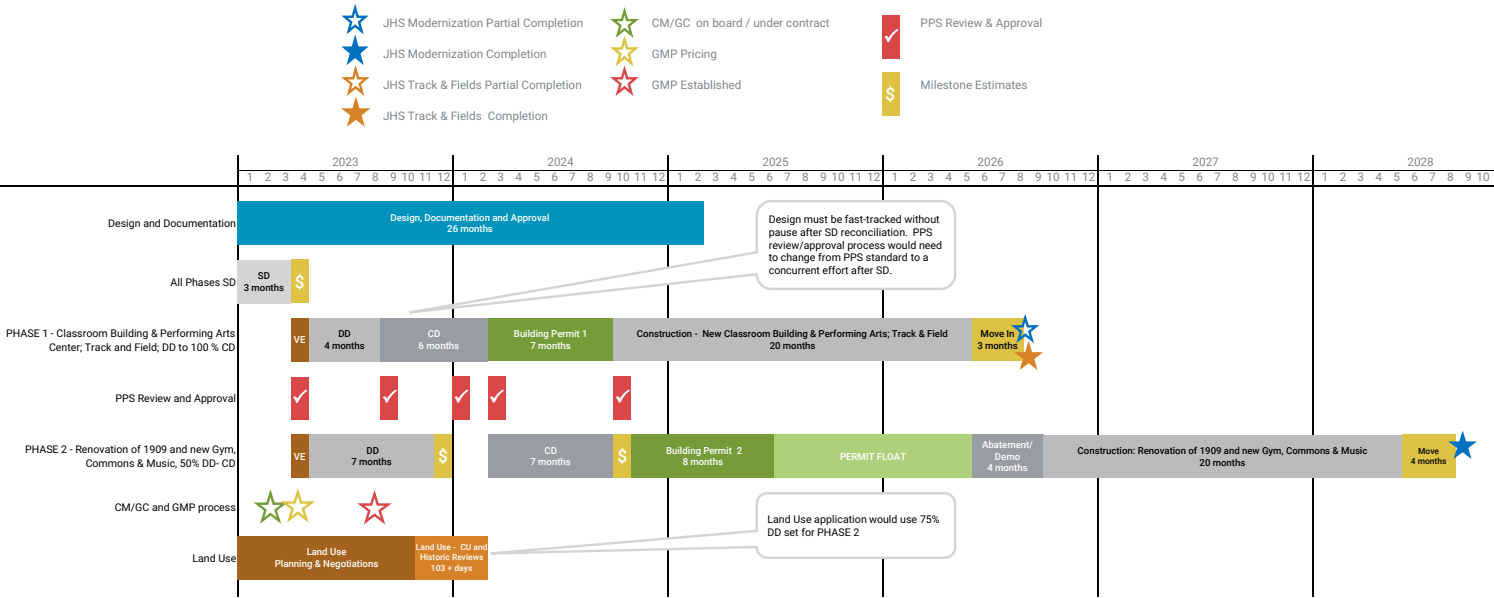 JHS Modernization Partial Completion
JHS Modernization Completion
JHS Track & Fields Partial Completion
JHS Track & Fields Completion
CM/GC on board / under contract
GMP Pricing
GMP Established
PPS Review & Approval
$ Milestone Estimates
2023 2024 2025 2026 2027 2028
1 2 3 4 5 6 7 8 9 10 11 12 1 2 3 4 5 6 7 8 9 10 11 12 1 2 3 4 5 6 7 8 9 10 11 12 1 2 3 4 5 6 7 8 9 10 11 12 1 2 3 4 5 6 7 8 9 10 11 12 1 2 3 4 5 6 7 8 9 10
Design and Documentation
Design, Documentation and Approval
26 months
Design must be fast-tracked without
pause after SD reconciliation. PPS
review/approval process would need
to change from PPS standard to a
concurrent effort after SD.
All Phases SD
SD
3 months
$
PHASE 1 - Classroom Building & Performing Arts
Center; Track and Field; DD to 100 % CD
VE
DD
4 months
CD
6 months
Building Permit 1
7 months
Construction - New Classroom Building & Performing Arts; Track & Field
20 months
Move In
3 months
PPS Review and Approval
PHASE 2 - Renovation of 1909 and new Gym,
Commons & Music, 50% DD- CD
VE
DD
7 months
$
CD
7 months
$
Building Permit 2
8 months
PERMIT FLOAT
Abatement/
Demo
4 months
Construction: Renovation of 1909 and new Gym, Commons & Music
20 months
Move
4 months
CM/GC and GMP process
Land Use application would use 75%
DD set for PHASE 2
Land Use
Land Use
Planning & Negotiations
Land Use - CU and
Historic Reviews
103 + days